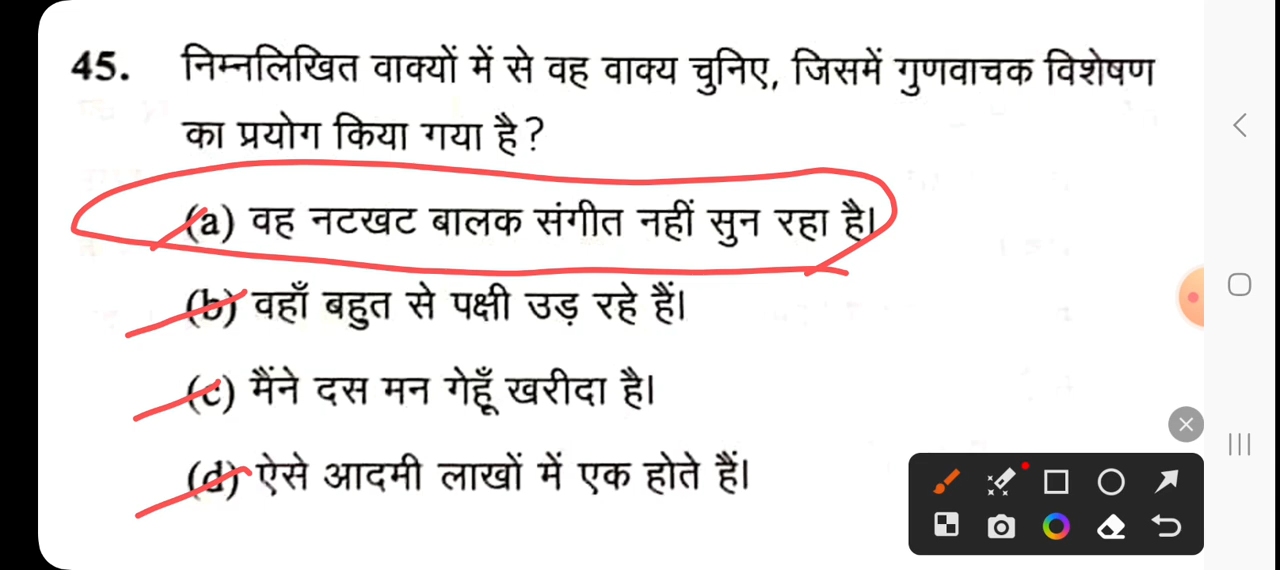 45. निम्नलिखित वाक्यों में से वह वाक्य चुनिए, जिसमें गुणवाचक विशेषण
का प्रयोग किया गया है?
(a) वह नटखट बालक संगीत नहीं सुन रहा है।
(b) वहाँ बहुत से पक्षी उड़ रहे हैं।
(c) मैंने दस मन गेहूँ खरीदा है।
(d) ऐसे आदमी लाखों में एक होते हैं।